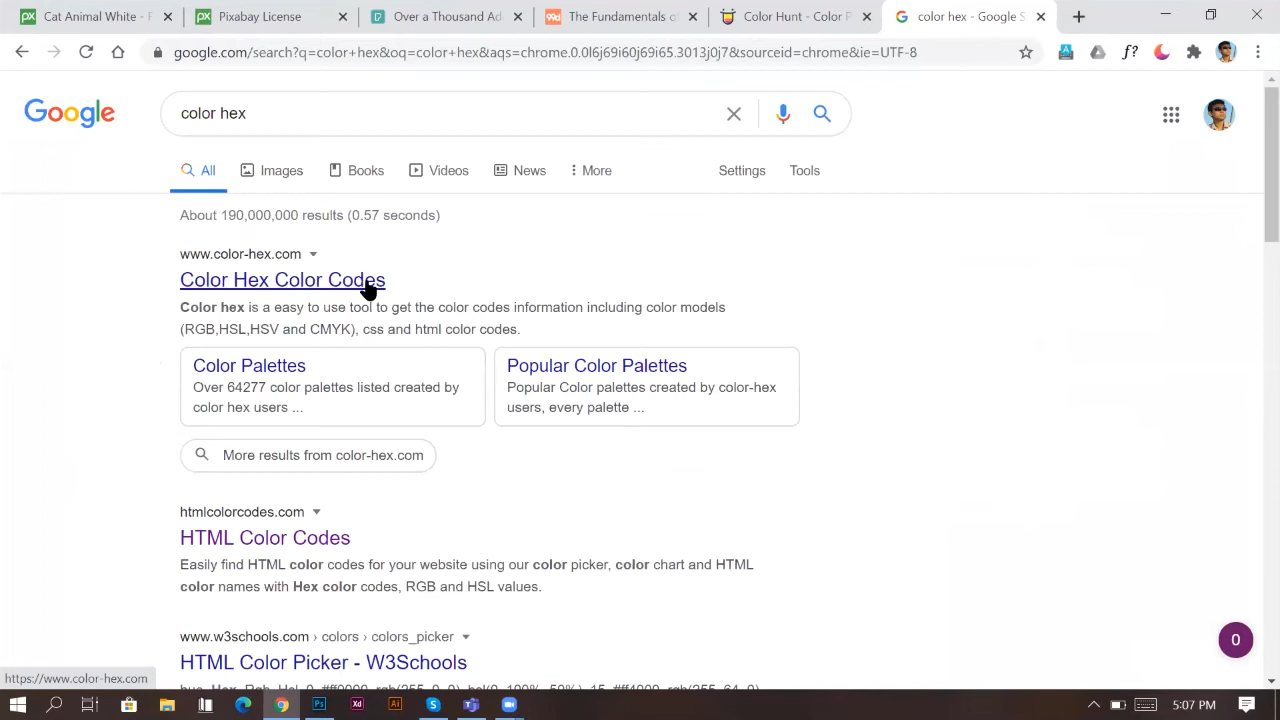 Cat Animal White -
Pixabay License
Over a Thousand Ad
The Fundamentals o
Color Hunt - Color P
color hex - Google S
google.com/search?q=color+hex&oq=color+hex&aqs=chrome.0.0l6j69i60j69i65.3013j0j7&sourceid=chrome&ie=UTF-8
f?
Google
color hex
All
Images
Books
Videos
News
More
Settings
Tools
About 190,000,000 results (0.57 seconds)
www.color-hex.com
Color Hex Color Codes
Color hex is a easy to use tool to get the color codes information including color models
(RGB,HSL,HSV and CMYK), css and html color codes.
Color Palettes
Over 64277 color palettes listed created by
color hex users ...
Popular Color Palettes
Popular Color palettes created by color-hex
users, every palette ...
More results from color-hex.com
htmlcolorcodes.com
HTML Color Codes
Easily find HTML color codes for your website using our color picker, color chart and HTML
color names with Hex color codes, RGB and HSL values.
www.w3schools.com › colors › colors_picker
HTML Color Picker - W3Schools
0
https://www.color-hex.com
5:07 PM